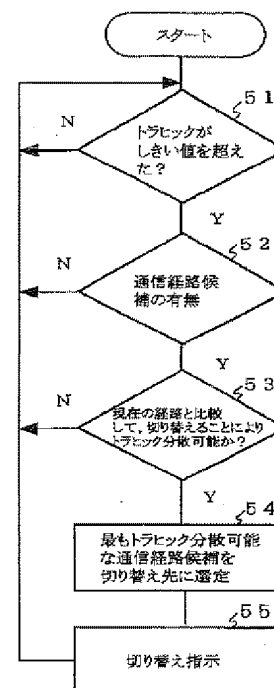 スタート
51
トラヒックが
しきい値を超え
た?
N
Y
52
通信経路候
補の有無
N
Y
53
現在の経路と比較
して,切り替えることにより
トラヒック分散可能か?
N
Y
54
最もトラヒック分散可能
な通信経路候補を
切り替え先に選定
55
切り替え指示